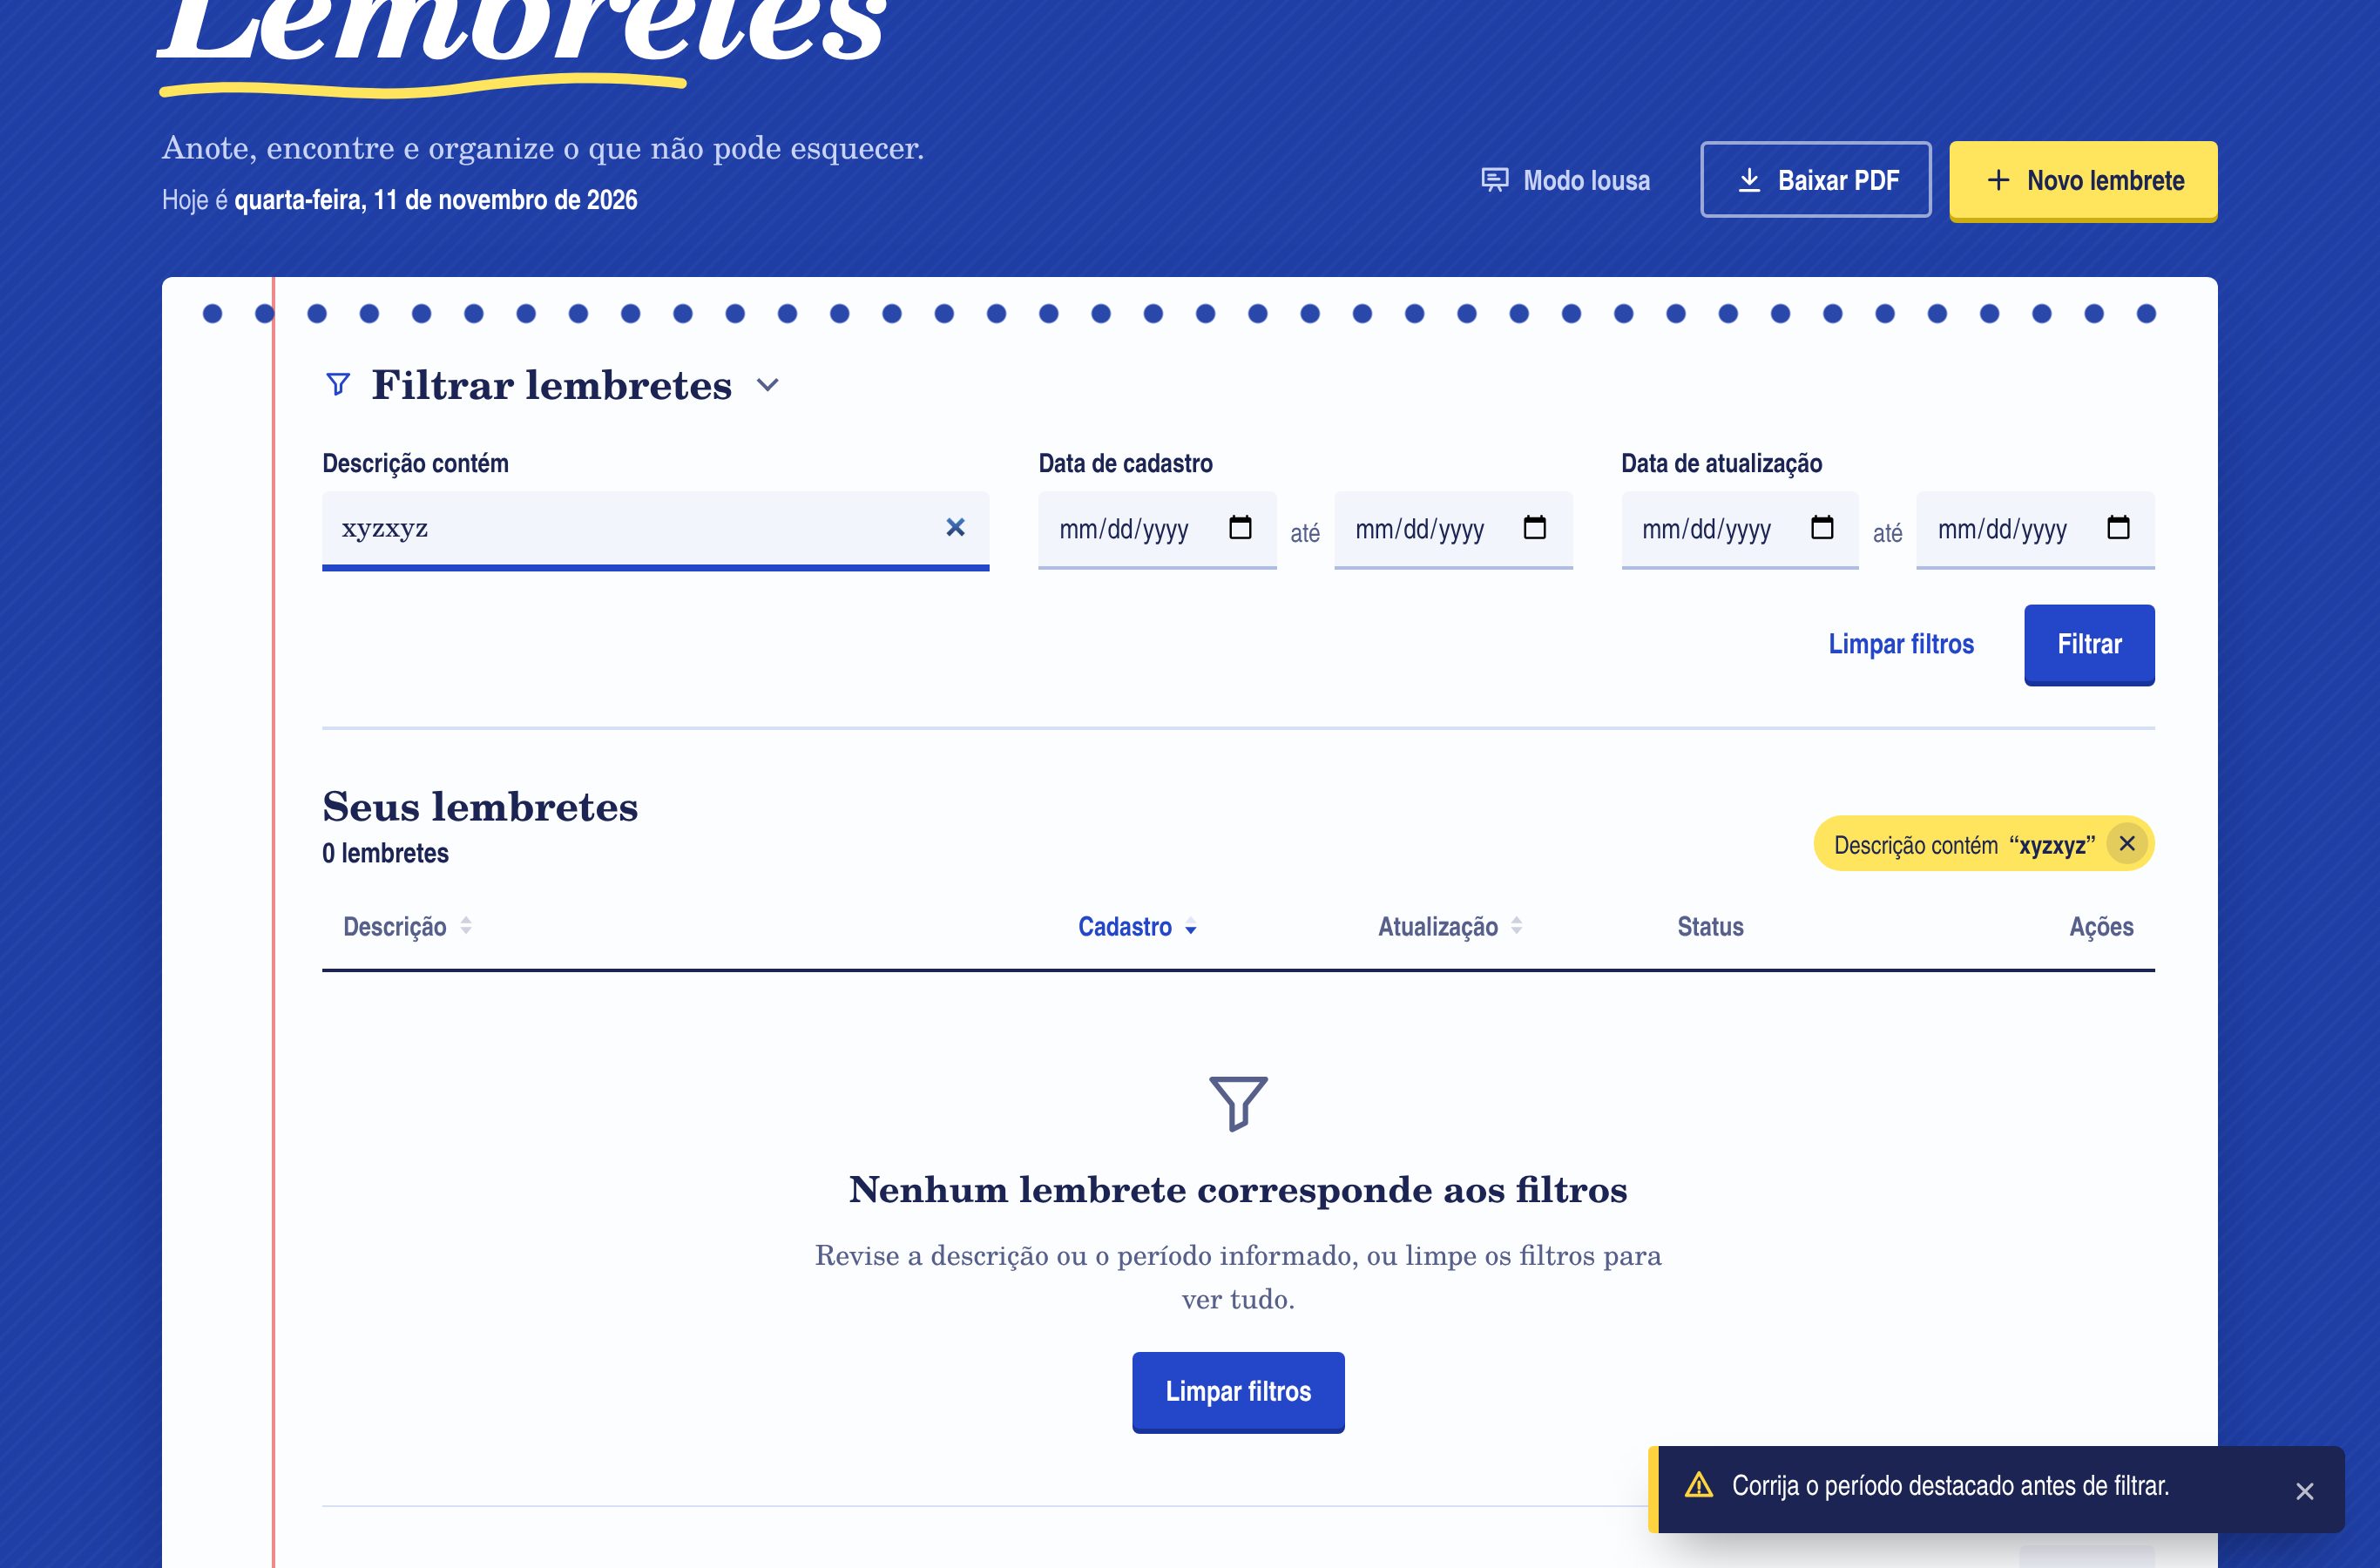 Lembretes
Anote, encontre e organize o que não pode esquecer.
Hoje é quarta-feira, 11 de novembro de 2026
Modo lousa
Baixar PDF
Novo lembrete
Filtrar lembretes
Descrição contém
Data de cadastro
Data de atualização
xyzxyz
mm/dd/yyyy
até
mm/dd/yyyy
mm/dd/yyyy
até
mm/dd/yyyy
Limpar filtros
Filtrar
Seus lembretes
0 lembretes
Descrição contém “xyzxyz”
Descrição
Cadastro
Atualização
Status
Ações
Nenhum lembrete corresponde aos filtros
Revise a descrição ou o período informado, ou limpe os filtros para
ver tudo.
Limpar filtros
Corrija o período destacado antes de filtrar.